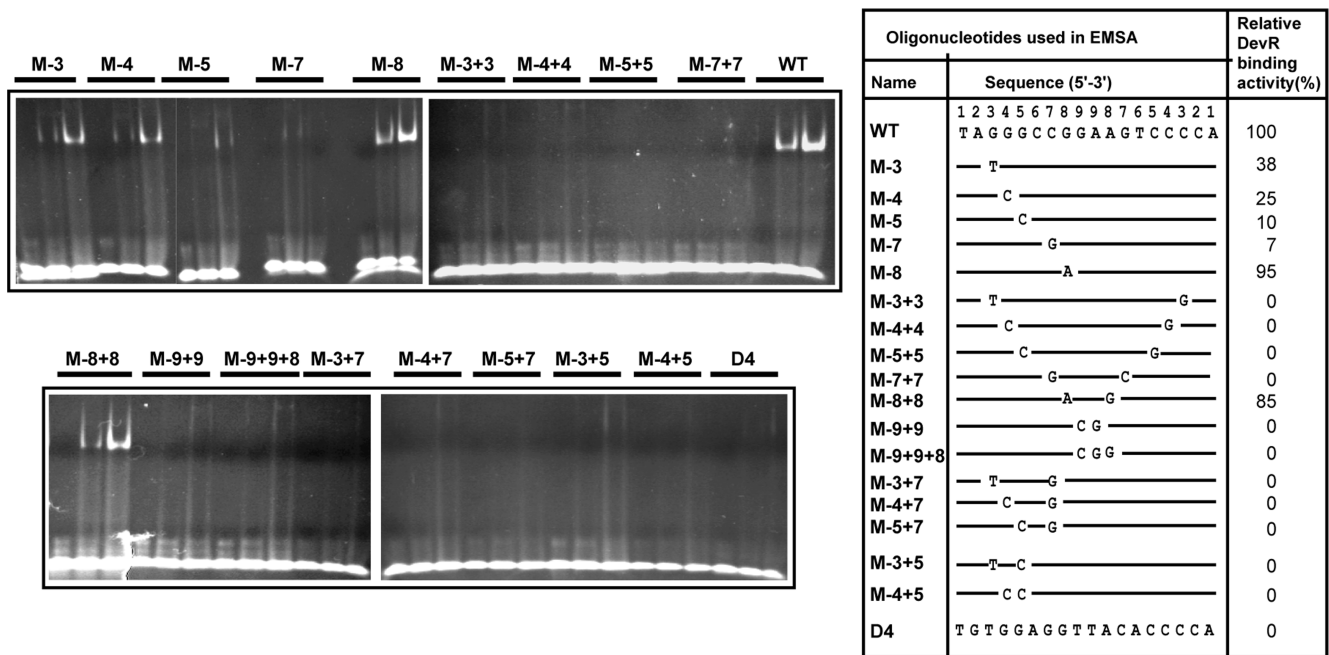 M-3 M-4 M-5 M-7 M-8 M-3+3 M-4+4 M-5+5 M-7+7 WT
M-8+8 M-9+9 M-9+9+8 M-3+7 M-4+7 M-5+7 M-3+5 M-4+5 D4
Oligonucleotides used in EMSA
Relative
DevR
binding
activity(%)
Name Sequence (5'-3')
1 2 3 4 5 7 8 9 9 8 7 5 4 3 2 1
WT T A G G G C C G G A A G T C C C C A 100
M-3 T 38
M-4 C 25
M-5 C 10
M-7 G 7
M-8 A 95
M-3+3 T G 0
M-4+4 C G 0
M-5+5 C G 0
M-7+7 G C 0
M-8+8 A G 85
M-9+9 C G 0
M-9+9+8 C G G 0
M-3+7 T G 0
M-4+7 C G 0
M-5+7 C G 0
M-3+5 T C 0
M-4+5 C C 0
D4 T G T G G A G G T T A C A C C C C A 0